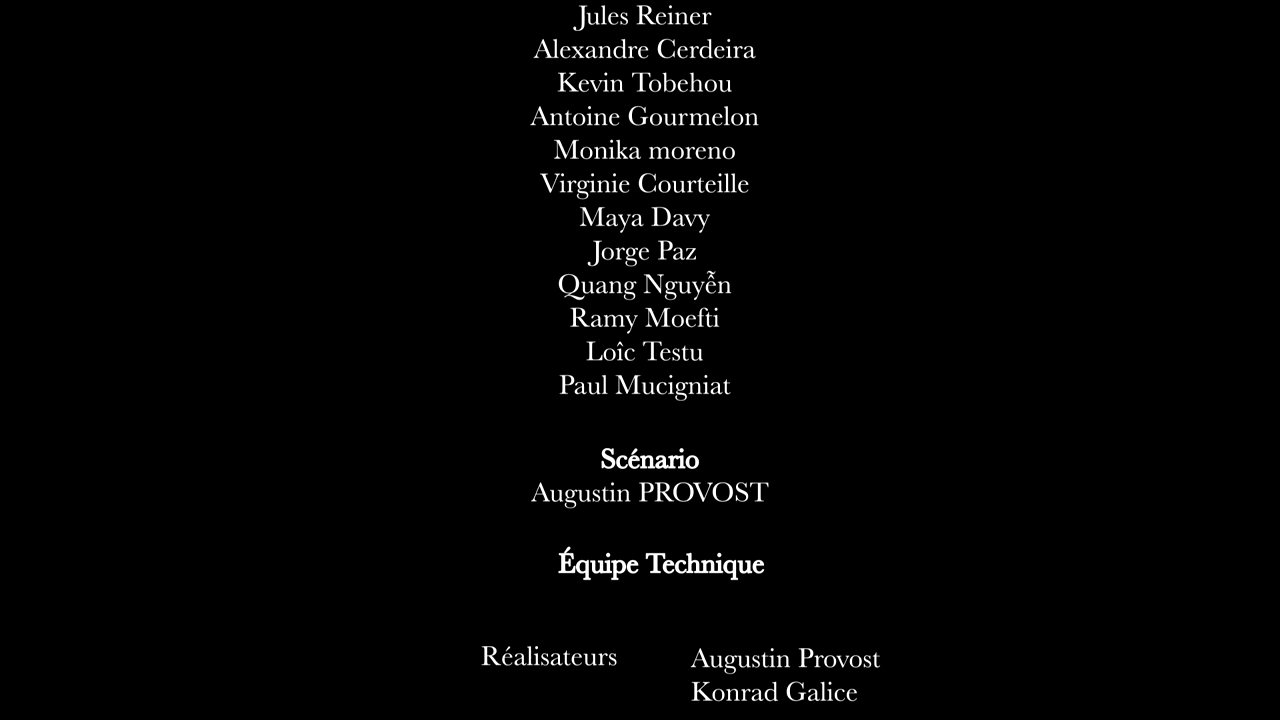 Jules Reiner
Alexandre Cerdeira
Kevin Tobehou
Antoine Gourmelon
Monika moreno
Virginie Courteille
Maya Davy
Jorge Paz
Quang Nguyễn
Ramy Moefti
Loîc Testu
Paul Mucigniat
Scénario
Augustin PROVOST
Équipe Technique
Réalisateurs Augustin Provost
Konrad Galice